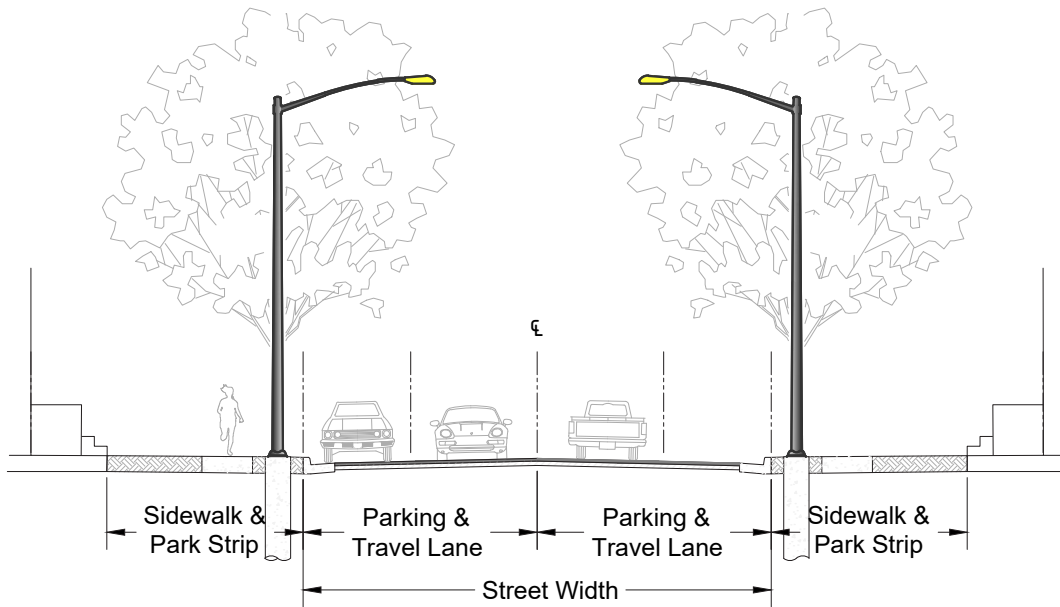 ℄
Sidewalk &
Park Strip
Parking &
Travel Lane
Parking &
Travel Lane
Sidewalk &
Park Strip
Street Width